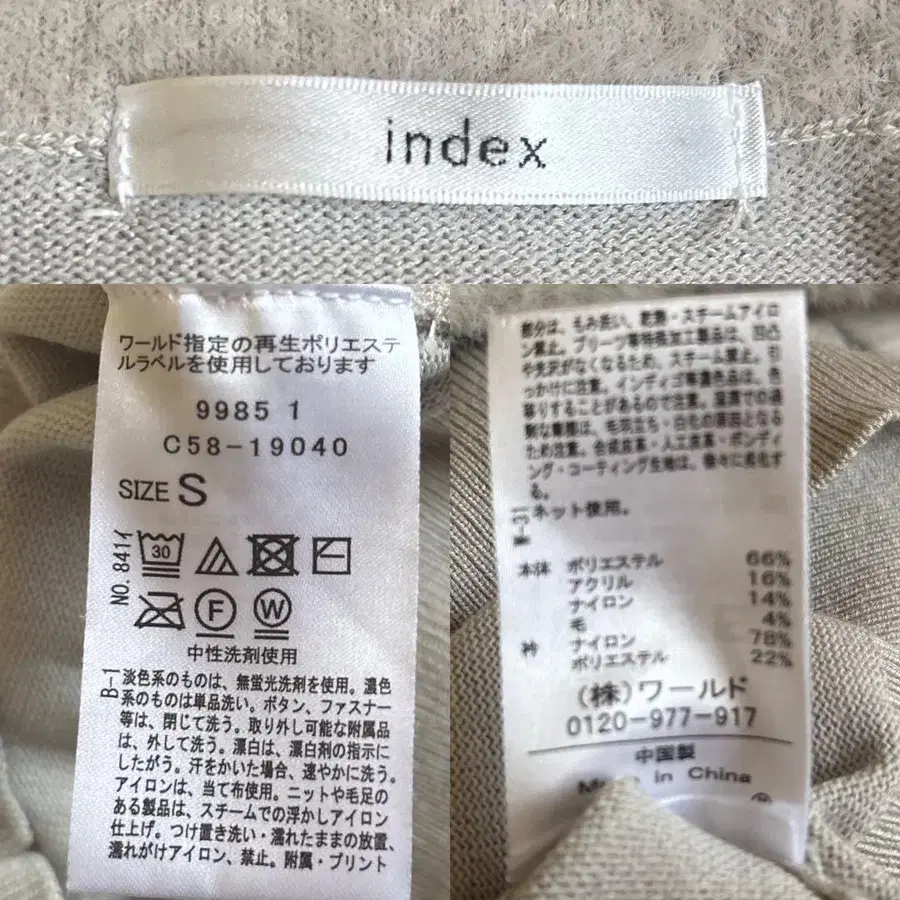 index
ワールド指定の再生ポリエステ
ルラベルを使用しております
9985 1
C58-19040
SIZE S
NO.841イ
30
F
W
中性洗剤使用
B-1
淡色系のものは、無蛍光洗剤を使用。濃色
系のものは単品洗い。ボタン、ファスナー
等は、閉じて洗う。取り外し可能な附属品
は、外して洗う。漂白は、漂白剤の指示に
したがう。汗をかいた場合、速やかに洗う。
アイロンは、当て布使用。ニットや毛足の
ある製品は、スチームでの浮かしアイロン
仕上げ。つけ置き洗い・濡れたままの放置、
濡れがけアイロン、禁止。附属・プリント
部分は、もみ洗い、乾熱・スチームアイロ
ン禁止。プリーツ等特殊加工製品は、凹凸
や光沢がなくなるため、スチーム禁止。引
っかけに注意。インディゴ等濃色品は、色
移りすることがあるので注意。湿潤での過
剰な摩擦は、毛羽立ち・白化の原因となる
ため注意。合成皮革・人工皮革・ボンディ
ング・コーティング生地は、徐々に劣化す
る。
ネット使用。
本体 ポリエステル 66%
アクリル 16%
ナイロン 14%
毛 4%
衿 ナイロン 78%
ポリエステル 22%
(株)ワールド
0120-977-917
中国製
in China